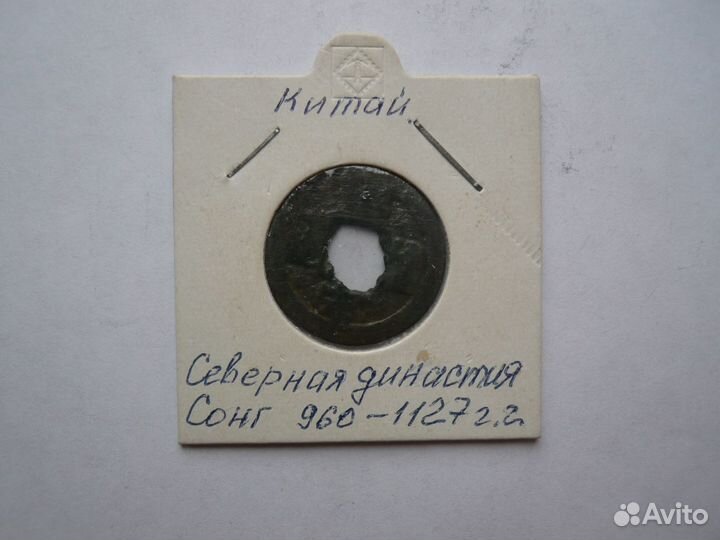 Китай
Северная династия
Сонг 960-1127 г.г.
Avito